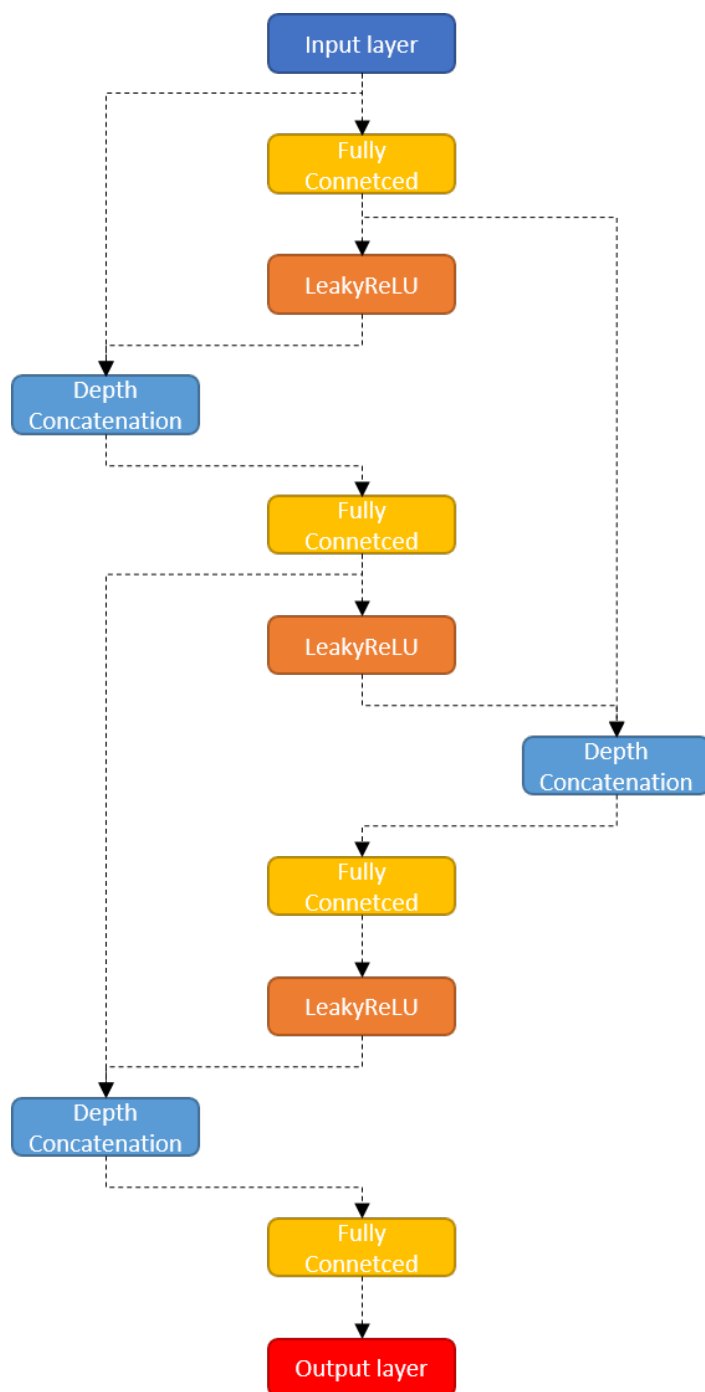 Input layer
Fully
Connetced
LeakyReLU
Depth
Concatenation
Fully
Connetced
LeakyReLU
Depth
Concatenation
Fully
Connetced
LeakyReLU
Depth
Concatenation
Fully
Connetced
Output layer